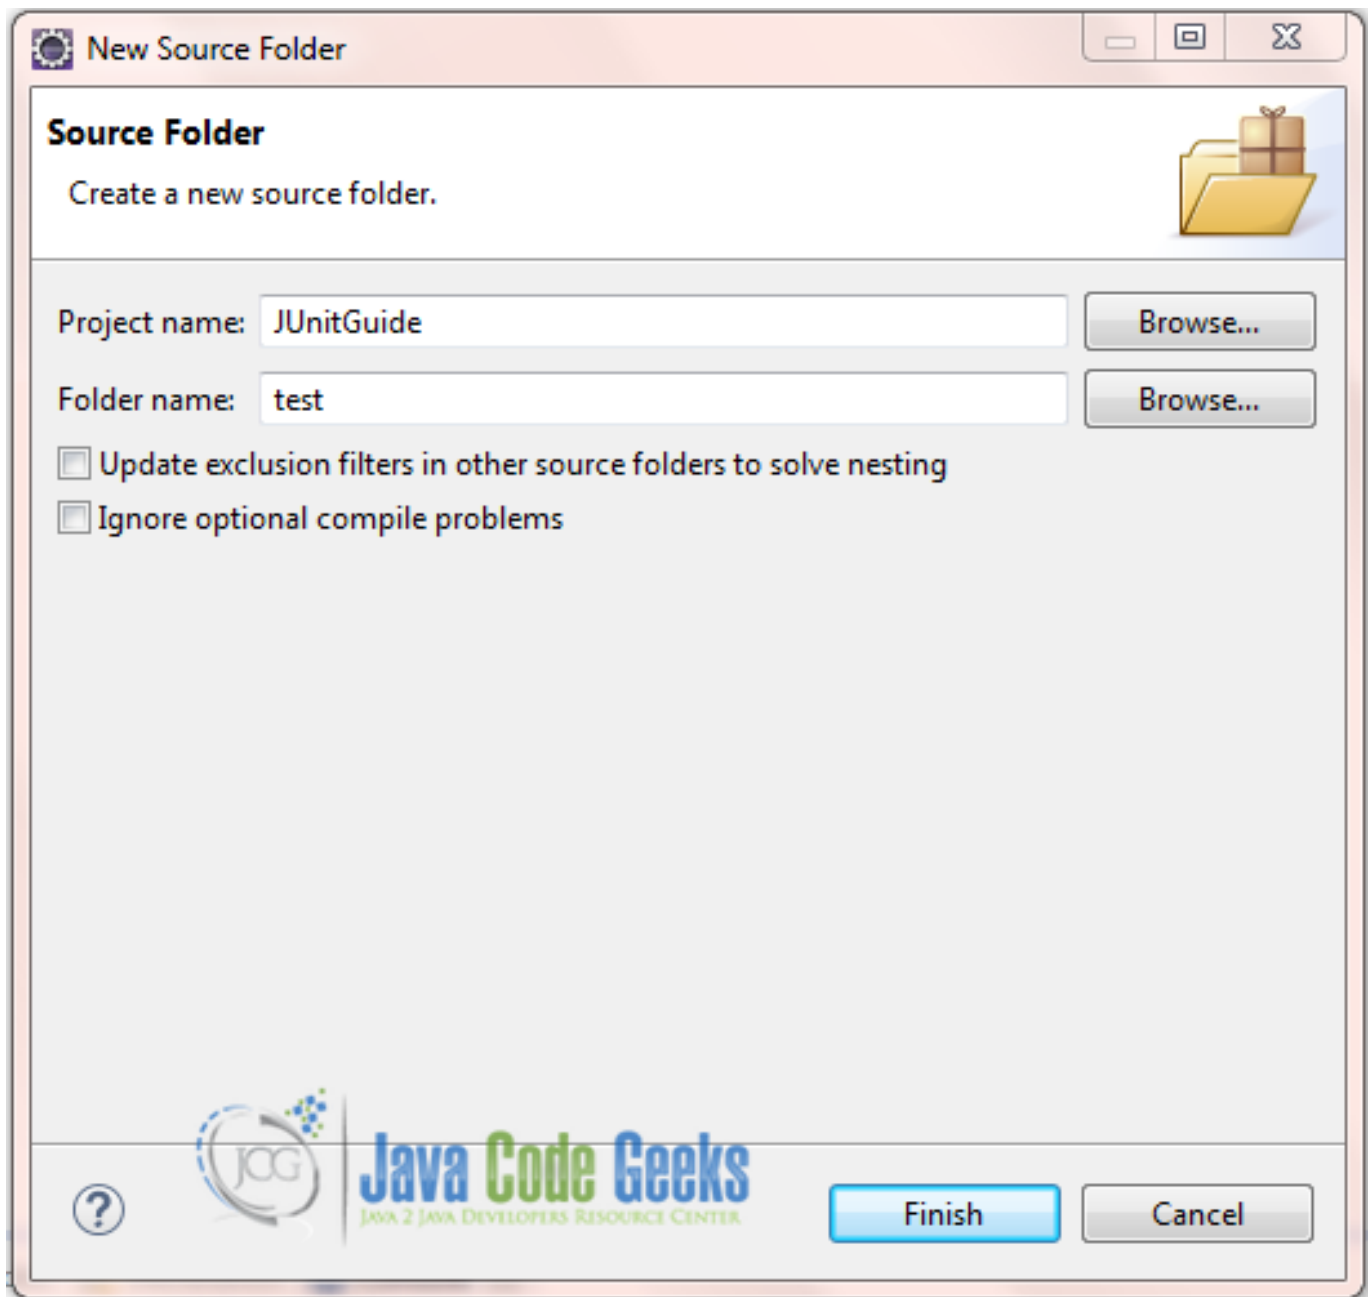 New Source Folder
Source Folder
Create a new source folder.
Project name: JUnitGuide Browse...
Folder name: test Browse...
Update exclusion filters in other source folders to solve nesting
Ignore optional compile problems
JCG
Java Code Geeks
JAVA 2 JAVA DEVELOPERS RESOURCE CENTER
? Finish Cancel